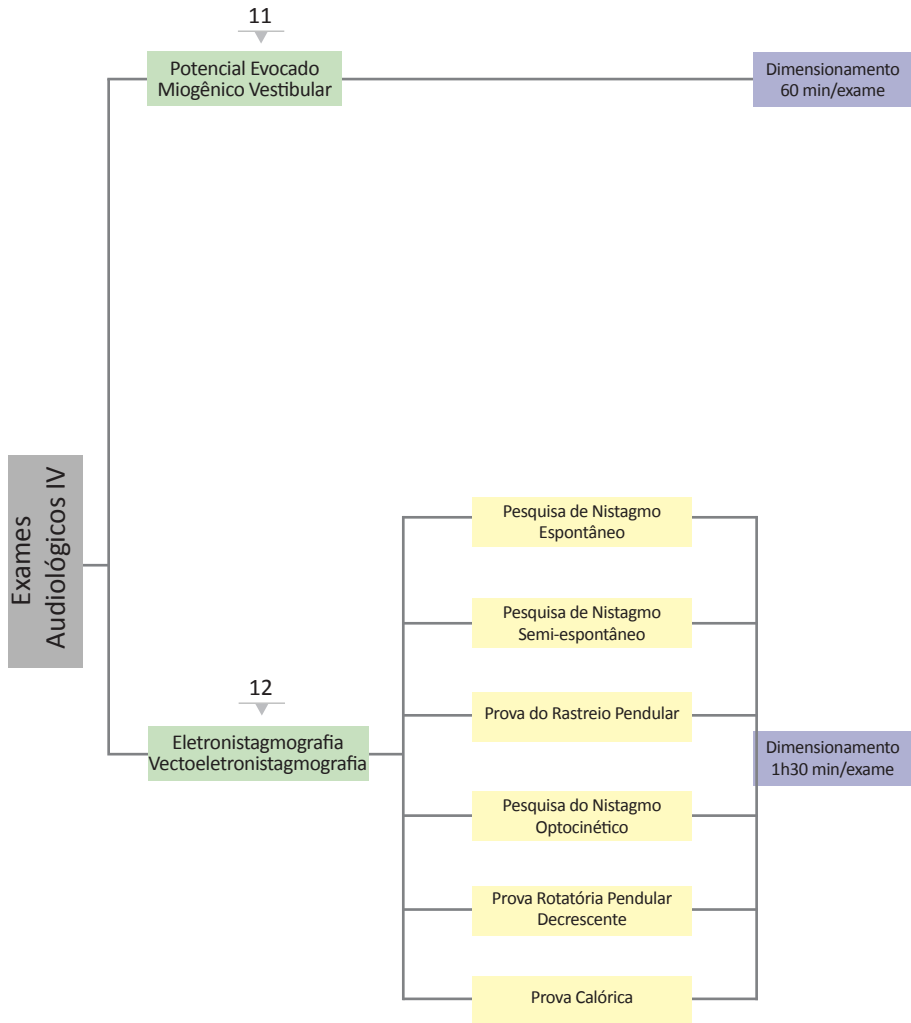 11
Potencial Evocado
Miogênico Vestibular
Dimensionamento
60 min/exame
Exames
Audiológicos IV
12
Eletronistagmografia
Vectoeletronistagmografia
Pesquisa de Nistagmo
Espontâneo
Pesquisa de Nistagmo
Semi-espontâneo
Prova do Rastreio Pendular
Pesquisa do Nistagmo
Optocinético
Prova Rotatória Pendular
Decrescente
Prova Calórica
Dimensionamento
1h30 min/exame